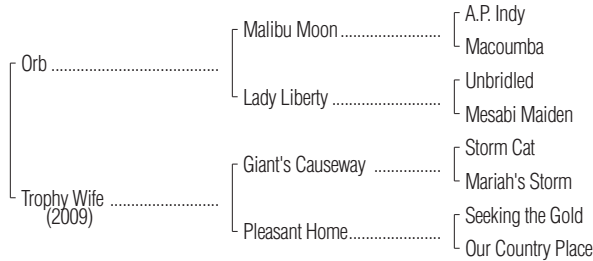 A.P. Indy
Malibu Moon ........................
Macoumba
Orb ........................................
Unbridled
Lady Liberty ..........................
Mesabi Maiden
Storm Cat
Giant's Causeway ................
Mariah's Storm
Trophy Wife ..........................
(2009)
Seeking the Gold
Pleasant Home......................
Our Country Place